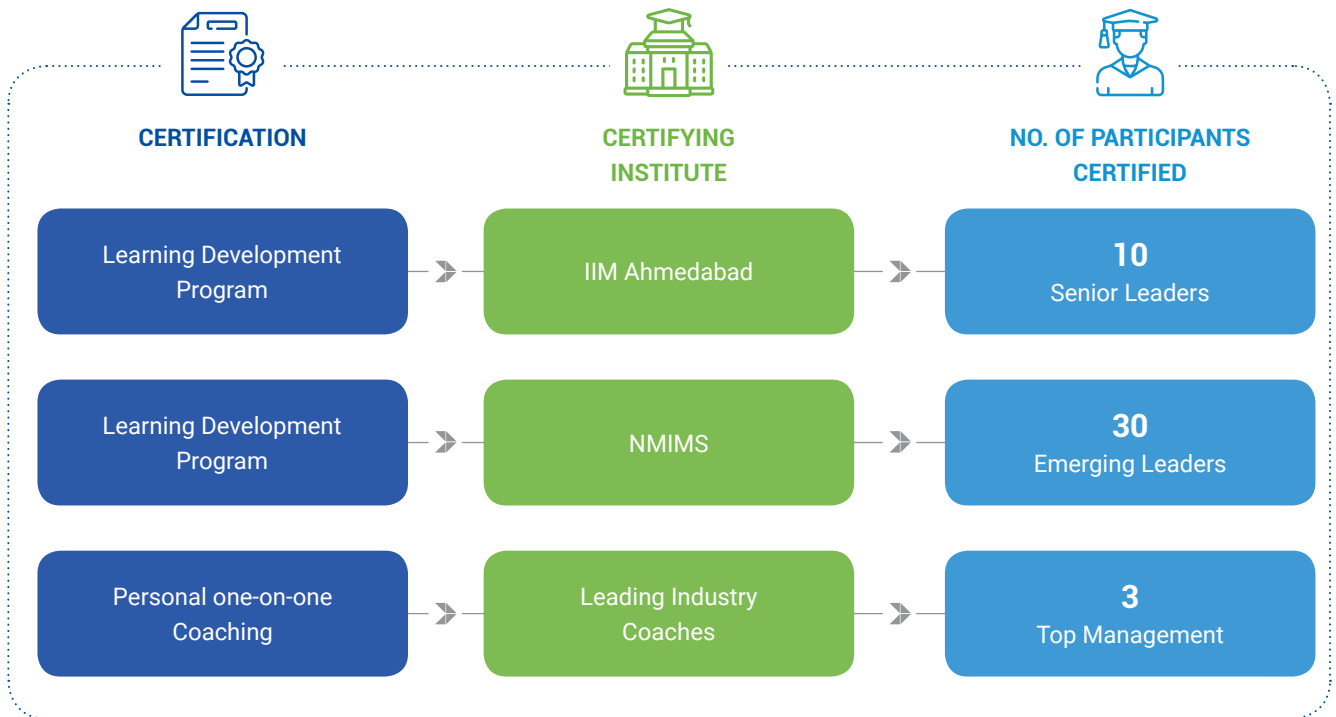 CERTIFICATION
CERTIFYING
INSTITUTE
NO. OF PARTICIPANTS
CERTIFIED
Learning Development
Program
IIM Ahmedabad
10
Senior Leaders
Learning Development
Program
NMIMS
30
Emerging Leaders
Personal one-on-one
Coaching
Leading Industry
Coaches
3
Top Management